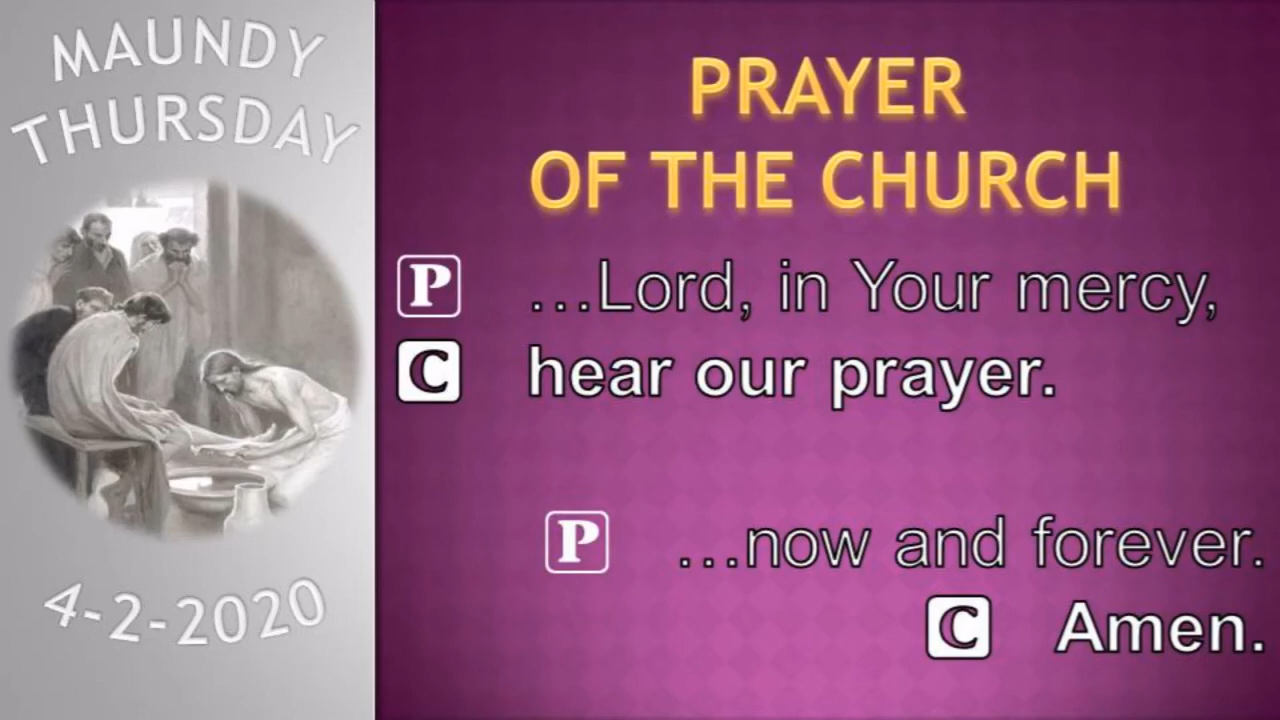 MAUNDY
THURSDAY
4-2-2020
PRAYER
OF THE CHURCH
P …Lord, in Your mercy,
C hear our prayer.
P …now and forever.
C Amen.